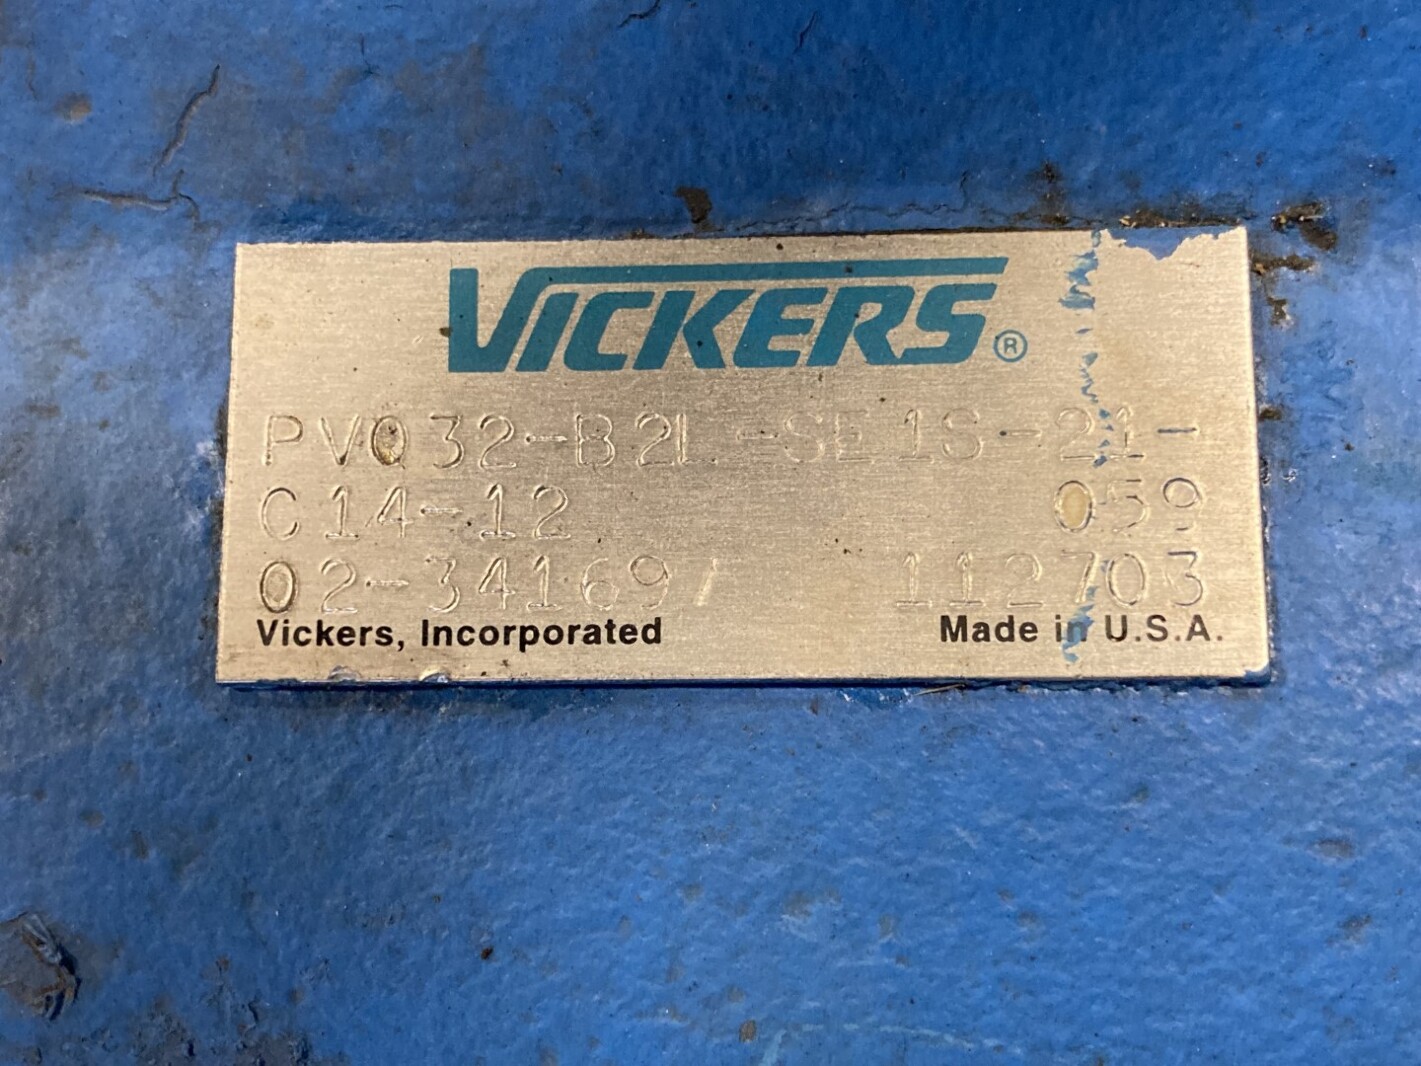 VICKERS®
PVQ32-B2L-SE1S-21-
C14-12 059
02-341697 112703
Vickers, Incorporated Made in U.S.A.